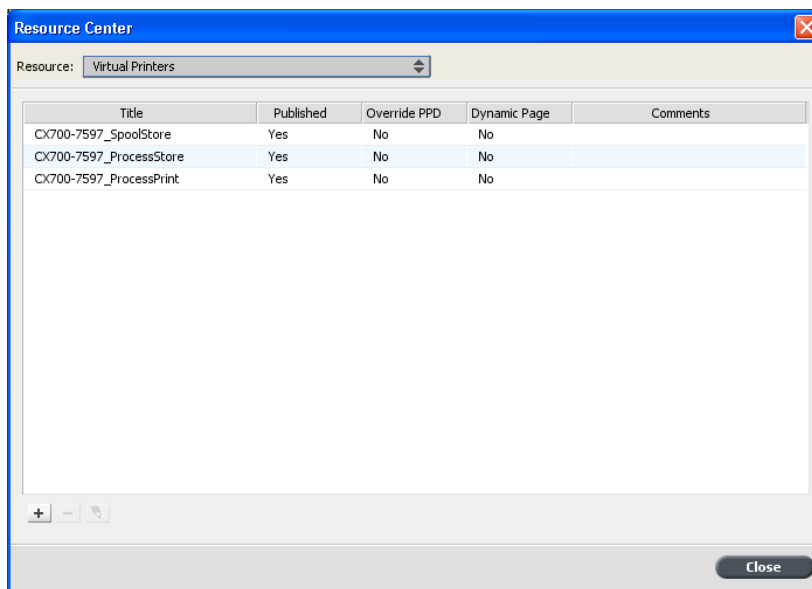 Resource Center
Resource: Virtual Printers
Title Published Override PPD Dynamic Page Comments
CX700-7597_SpoolStore Yes No No
CX700-7597_ProcessStore Yes No No
CX700-7597_ProcessPrint Yes No No
Close